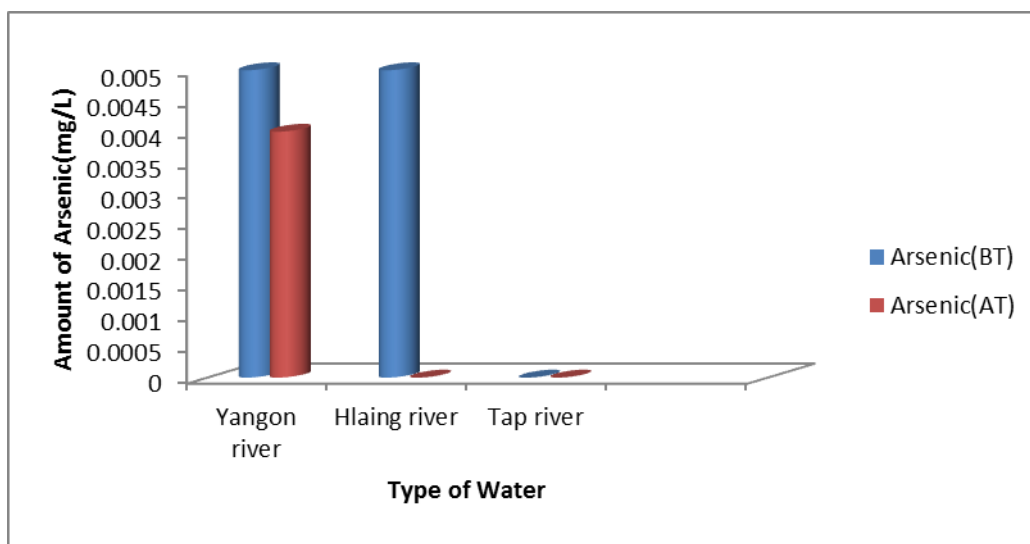 Amount of Arsenic(mg/L)
0.005
0.0045
0.004
0.0035
0.003
0.0025
0.002
0.0015
0.001
0.0005
0
Yangon
river
Hlaing river
Tap river
Type of Water
Arsenic(BT)
Arsenic(AT)